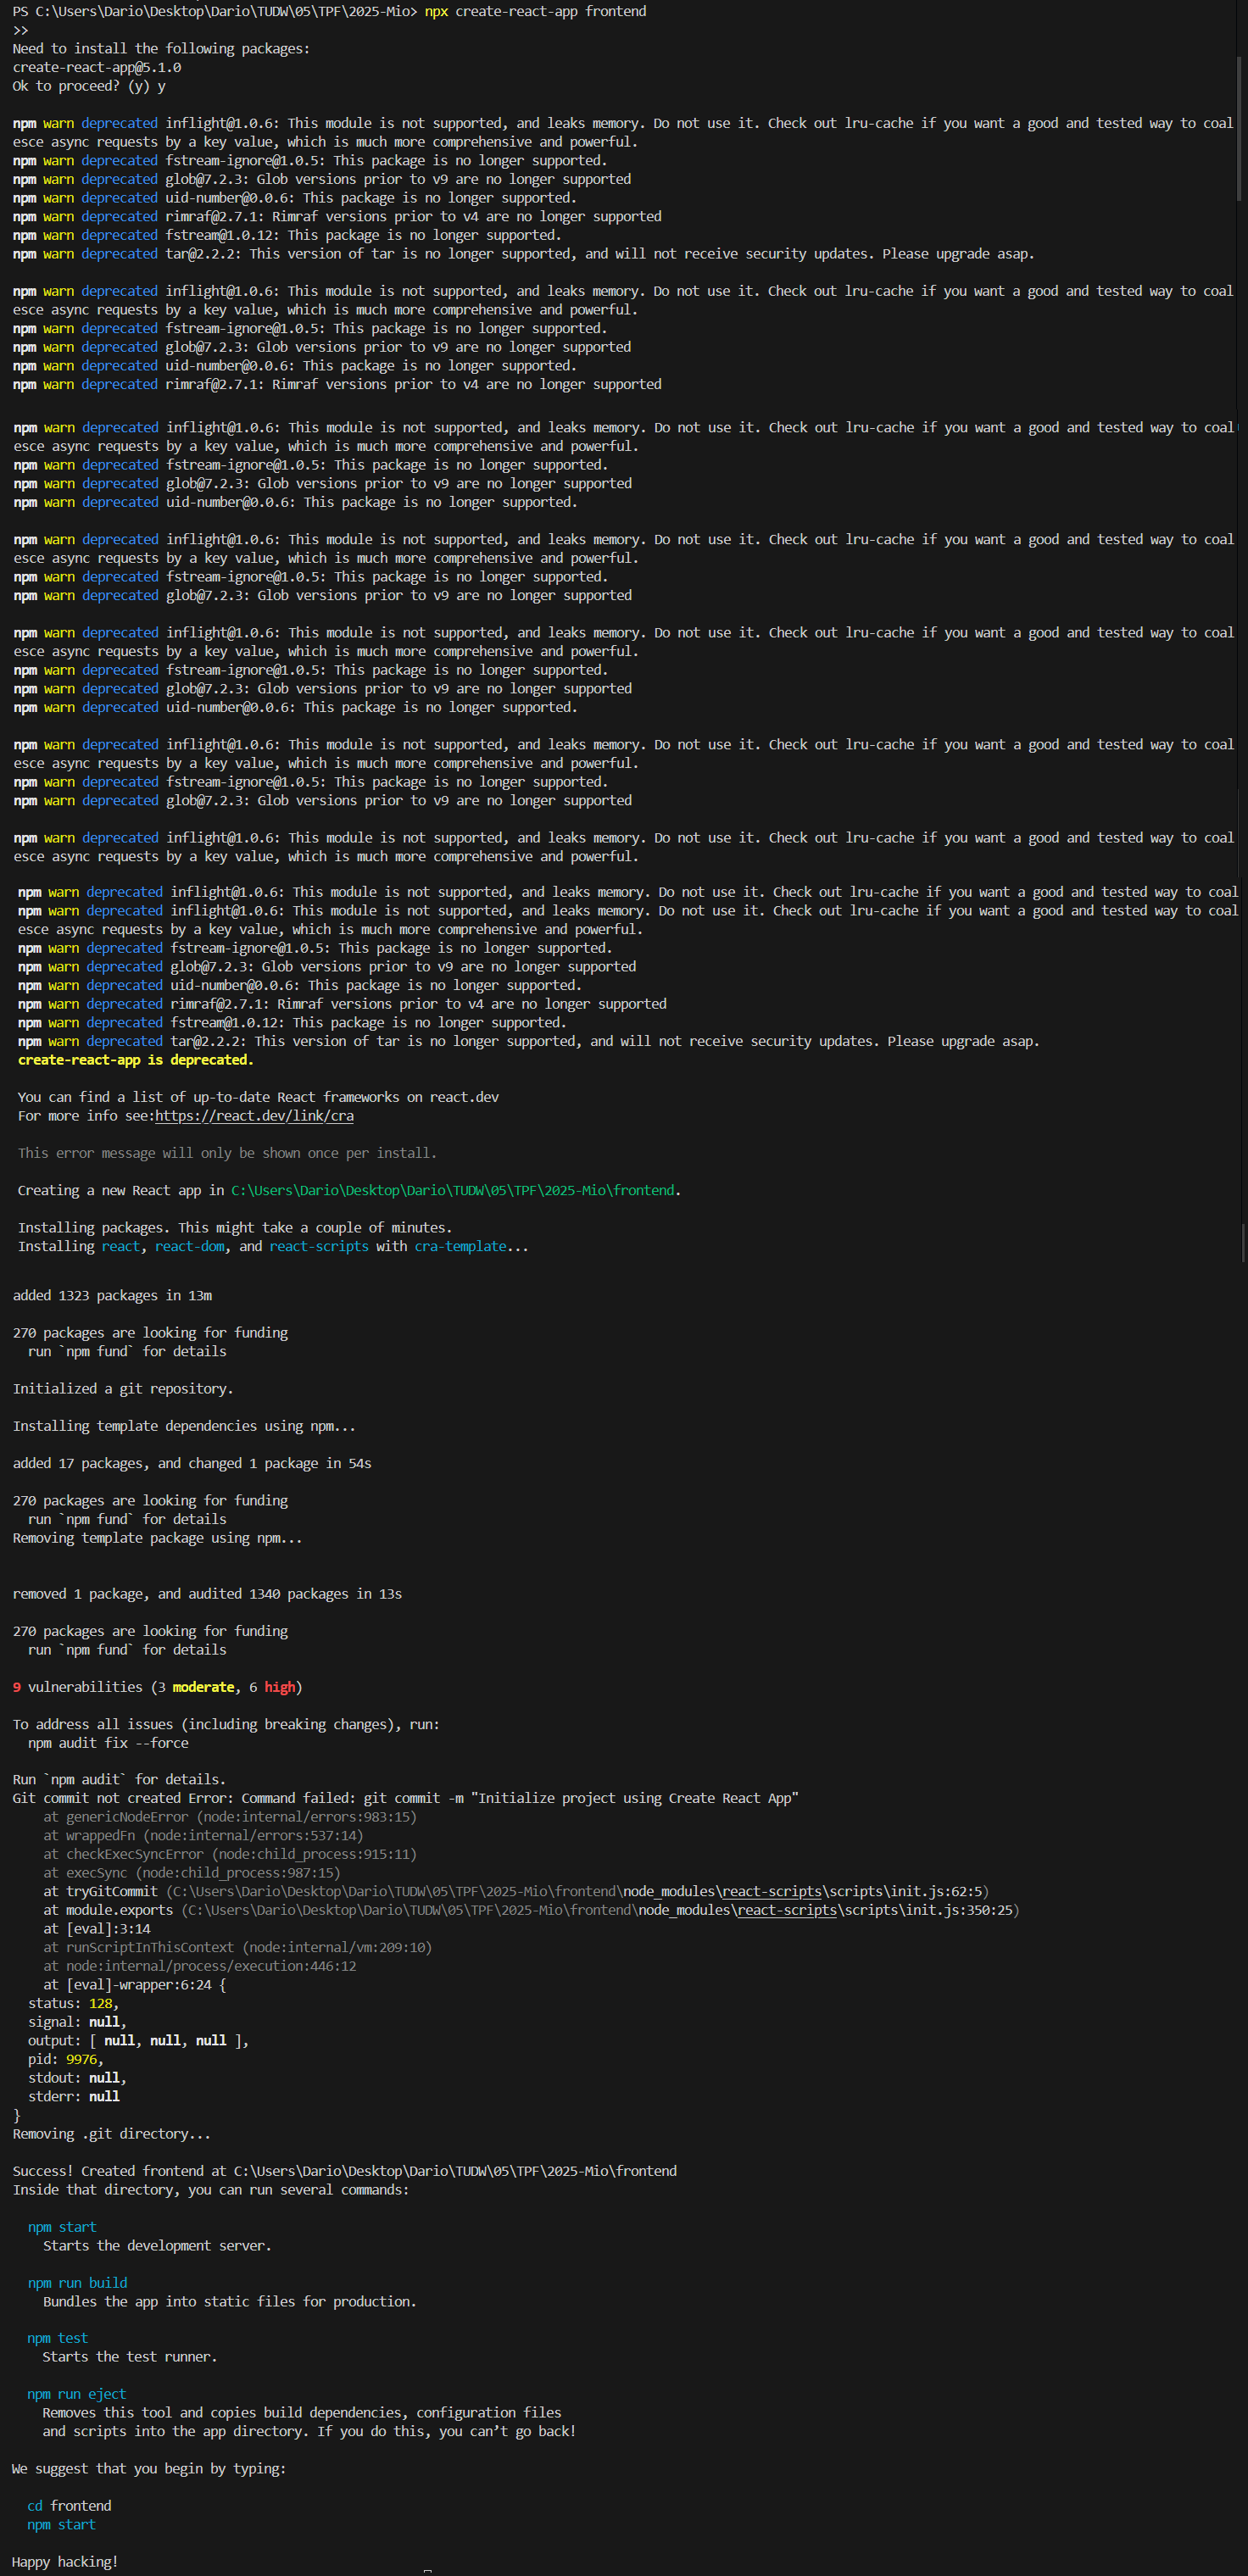 PS C:\Users\Dario\Desktop\Dario\TUDW\05\TPF\2025-Mio> npx create-react-app frontend
>>
Need to install the following packages:
create-react-app@5.1.0
Ok to proceed? (y) y
npm warn deprecated inflight@1.0.6: This module is not supported, and leaks memory. Do not use it. Check out lru-cache if you want a good and tested way to coal
esce async requests by a key value, which is much more comprehensive and powerful.
npm warn deprecated fstream-ignore@1.0.5: This package is no longer supported.
npm warn deprecated glob@7.2.3: Glob versions prior to v9 are no longer supported
npm warn deprecated uid-number@0.0.6: This package is no longer supported.
npm warn deprecated rimraf@2.7.1: Rimraf versions prior to v4 are no longer supported
npm warn deprecated fstream@1.0.12: This package is no longer supported.
npm warn deprecated tar@2.2.2: This version of tar is no longer supported, and will not receive security updates. Please upgrade asap.
npm warn deprecated inflight@1.0.6: This module is not supported, and leaks memory. Do not use it. Check out lru-cache if you want a good and tested way to coal
esce async requests by a key value, which is much more comprehensive and powerful.
npm warn deprecated fstream-ignore@1.0.5: This package is no longer supported.
npm warn deprecated glob@7.2.3: Glob versions prior to v9 are no longer supported
npm warn deprecated uid-number@0.0.6: This package is no longer supported.
npm warn deprecated rimraf@2.7.1: Rimraf versions prior to v4 are no longer supported
npm warn deprecated inflight@1.0.6: This module is not supported, and leaks memory. Do not use it. Check out lru-cache if you want a good and tested way to coal
esce async requests by a key value, which is much more comprehensive and powerful.
npm warn deprecated fstream-ignore@1.0.5: This package is no longer supported.
npm warn deprecated glob@7.2.3: Glob versions prior to v9 are no longer supported
npm warn deprecated uid-number@0.0.6: This package is no longer supported.
npm warn deprecated inflight@1.0.6: This module is not supported, and leaks memory. Do not use it. Check out lru-cache if you want a good and tested way to coal
esce async requests by a key value, which is much more comprehensive and powerful.
npm warn deprecated fstream-ignore@1.0.5: This package is no longer supported.
npm warn deprecated glob@7.2.3: Glob versions prior to v9 are no longer supported
npm warn deprecated inflight@1.0.6: This module is not supported, and leaks memory. Do not use it. Check out lru-cache if you want a good and tested way to coal
esce async requests by a key value, which is much more comprehensive and powerful.
npm warn deprecated fstream-ignore@1.0.5: This package is no longer supported.
npm warn deprecated glob@7.2.3: Glob versions prior to v9 are no longer supported
npm warn deprecated uid-number@0.0.6: This package is no longer supported.
npm warn deprecated inflight@1.0.6: This module is not supported, and leaks memory. Do not use it. Check out lru-cache if you want a good and tested way to coal
esce async requests by a key value, which is much more comprehensive and powerful.
npm warn deprecated fstream-ignore@1.0.5: This package is no longer supported.
npm warn deprecated glob@7.2.3: Glob versions prior to v9 are no longer supported
npm warn deprecated inflight@1.0.6: This module is not supported, and leaks memory. Do not use it. Check out lru-cache if you want a good and tested way to coal
esce async requests by a key value, which is much more comprehensive and powerful.
npm warn deprecated inflight@1.0.6: This module is not supported, and leaks memory. Do not use it. Check out lru-cache if you want a good and tested way to coal
npm warn deprecated inflight@1.0.6: This module is not supported, and leaks memory. Do not use it. Check out lru-cache if you want a good and tested way to coal
esce async requests by a key value, which is much more comprehensive and powerful.
npm warn deprecated fstream-ignore@1.0.5: This package is no longer supported.
npm warn deprecated glob@7.2.3: Glob versions prior to v9 are no longer supported
npm warn deprecated uid-number@0.0.6: This package is no longer supported.
npm warn deprecated rimraf@2.7.1: Rimraf versions prior to v4 are no longer supported
npm warn deprecated fstream@1.0.12: This package is no longer supported.
npm warn deprecated tar@2.2.2: This version of tar is no longer supported, and will not receive security updates. Please upgrade asap.
create-react-app is deprecated.
You can find a list of up-to-date React frameworks on react.dev
For more info see:https://react.dev/link/cra
This error message will only be shown once per install.
Creating a new React app in C:\Users\Dario\Desktop\Dario\TUDW\05\TPF\2025-Mio\frontend.
Installing packages. This might take a couple of minutes.
Installing react, react-dom, and react-scripts with cra-template...
added 1323 packages in 13m
270 packages are looking for funding
run `npm fund` for details
Initialized a git repository.
Installing template dependencies using npm...
added 17 packages, and changed 1 package in 54s
270 packages are looking for funding
run `npm fund` for details
Removing template package using npm...
removed 1 package, and audited 1340 packages in 13s
270 packages are looking for funding
run `npm fund` for details
9 vulnerabilities (3 moderate, 6 high)
To address all issues (including breaking changes), run:
npm audit fix --force
Run `npm audit` for details.
Git commit not created Error: Command failed: git commit -m "Initialize project using Create React App"
at genericNodeError (node:internal/errors:983:15)
at wrappedFn (node:internal/errors:537:14)
at checkExecSyncError (node:child_process:915:11)
at execSync (node:child_process:987:15)
at tryGitCommit (C:\Users\Dario\Desktop\Dario\TUDW\05\TPF\2025-Mio\frontend\node_modules\react-scripts\scripts\init.js:62:5)
at module.exports (C:\Users\Dario\Desktop\Dario\TUDW\05\TPF\2025-Mio\frontend\node_modules\react-scripts\scripts\init.js:350:25)
at [eval]:3:14
at runScriptInThisContext (node:internal/vm:209:10)
at node:internal/process/execution:446:12
at [eval]-wrapper:6:24 {
status: 128,
signal: null,
output: [ null, null, null ],
pid: 9976,
stdout: null,
stderr: null
}
Removing .git directory...
Success! Created frontend at C:\Users\Dario\Desktop\Dario\TUDW\05\TPF\2025-Mio\frontend
Inside that directory, you can run several commands:
npm start
Starts the development server.
npm run build
Bundles the app into static files for production.
npm test
Starts the test runner.
npm run eject
Removes this tool and copies build dependencies, configuration files
and scripts into the app directory. If you do this, you can’t go back!
We suggest that you begin by typing:
cd frontend
npm start
Happy hacking!